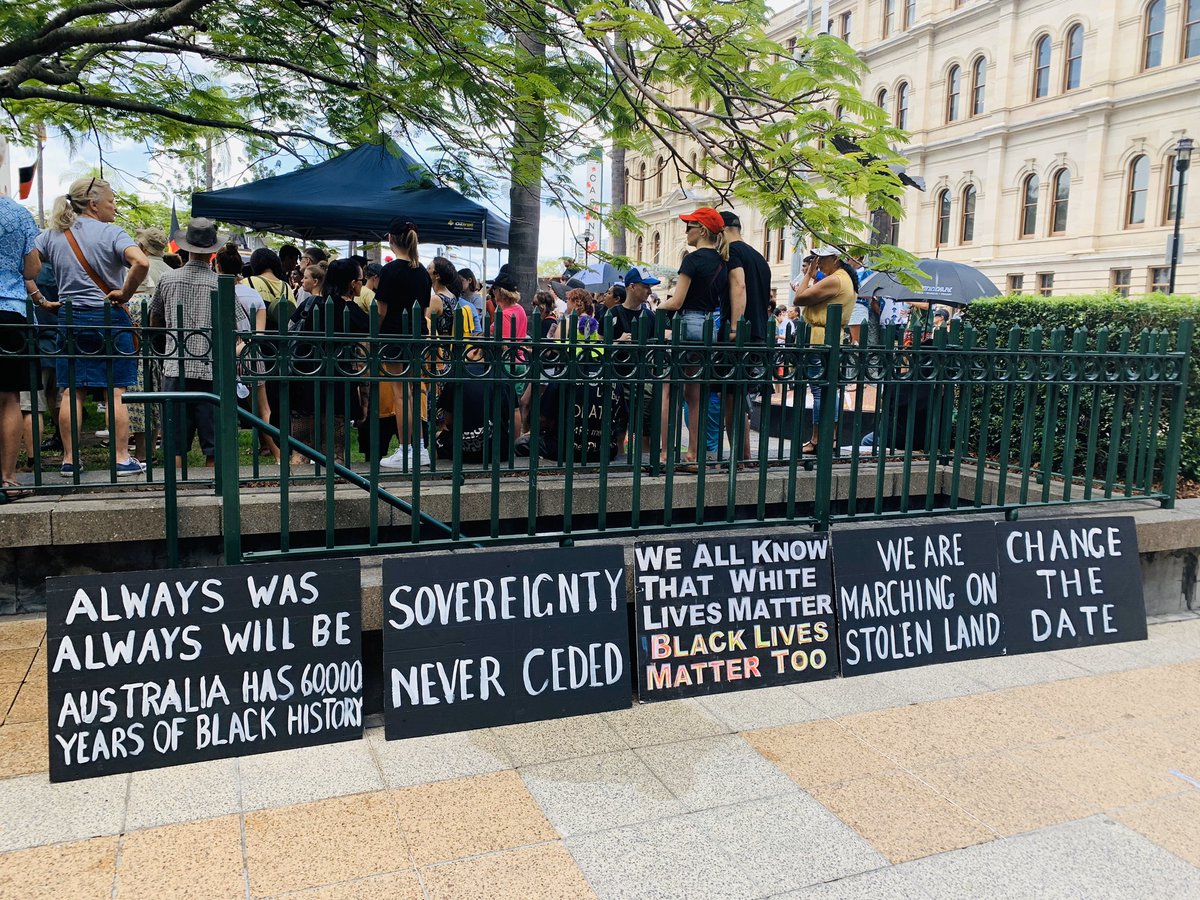 ALWAYS WAS
ALWAYS WILL BE
AUSTRALIA HAS 60,000
YEARS OF BLACK HISTORY
SOVEREIGNTY
NEVER CEDED
WE ALL KNOW
THAT WHITE
LIVES MATTER
BLACK LIVES
MATTER TOO
WE ARE
MARCHING ON
STOLEN LAND
CHANGE
THE
DATE